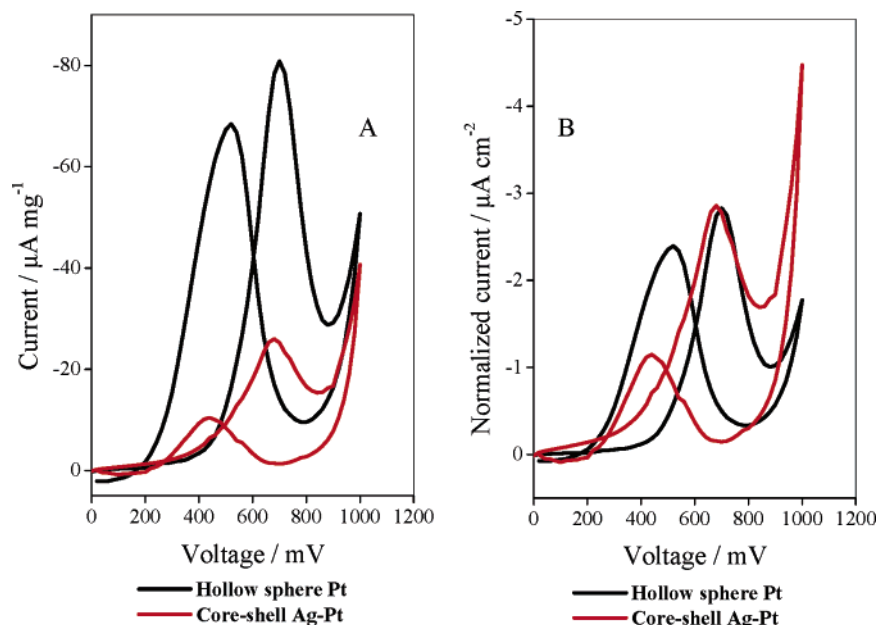 A
Current / μA mg⁻¹
-80
-60
-40
-20
0
0 200 400 600 800 1000 1200
Voltage / mV
Hollow sphere Pt
Core-shell Ag-Pt
B
Normalized current / μA cm⁻²
-5
-4
-3
-2
-1
0
0 200 400 600 800 1000 1200
Voltage / mV
Hollow sphere Pt
Core-shell Ag-Pt